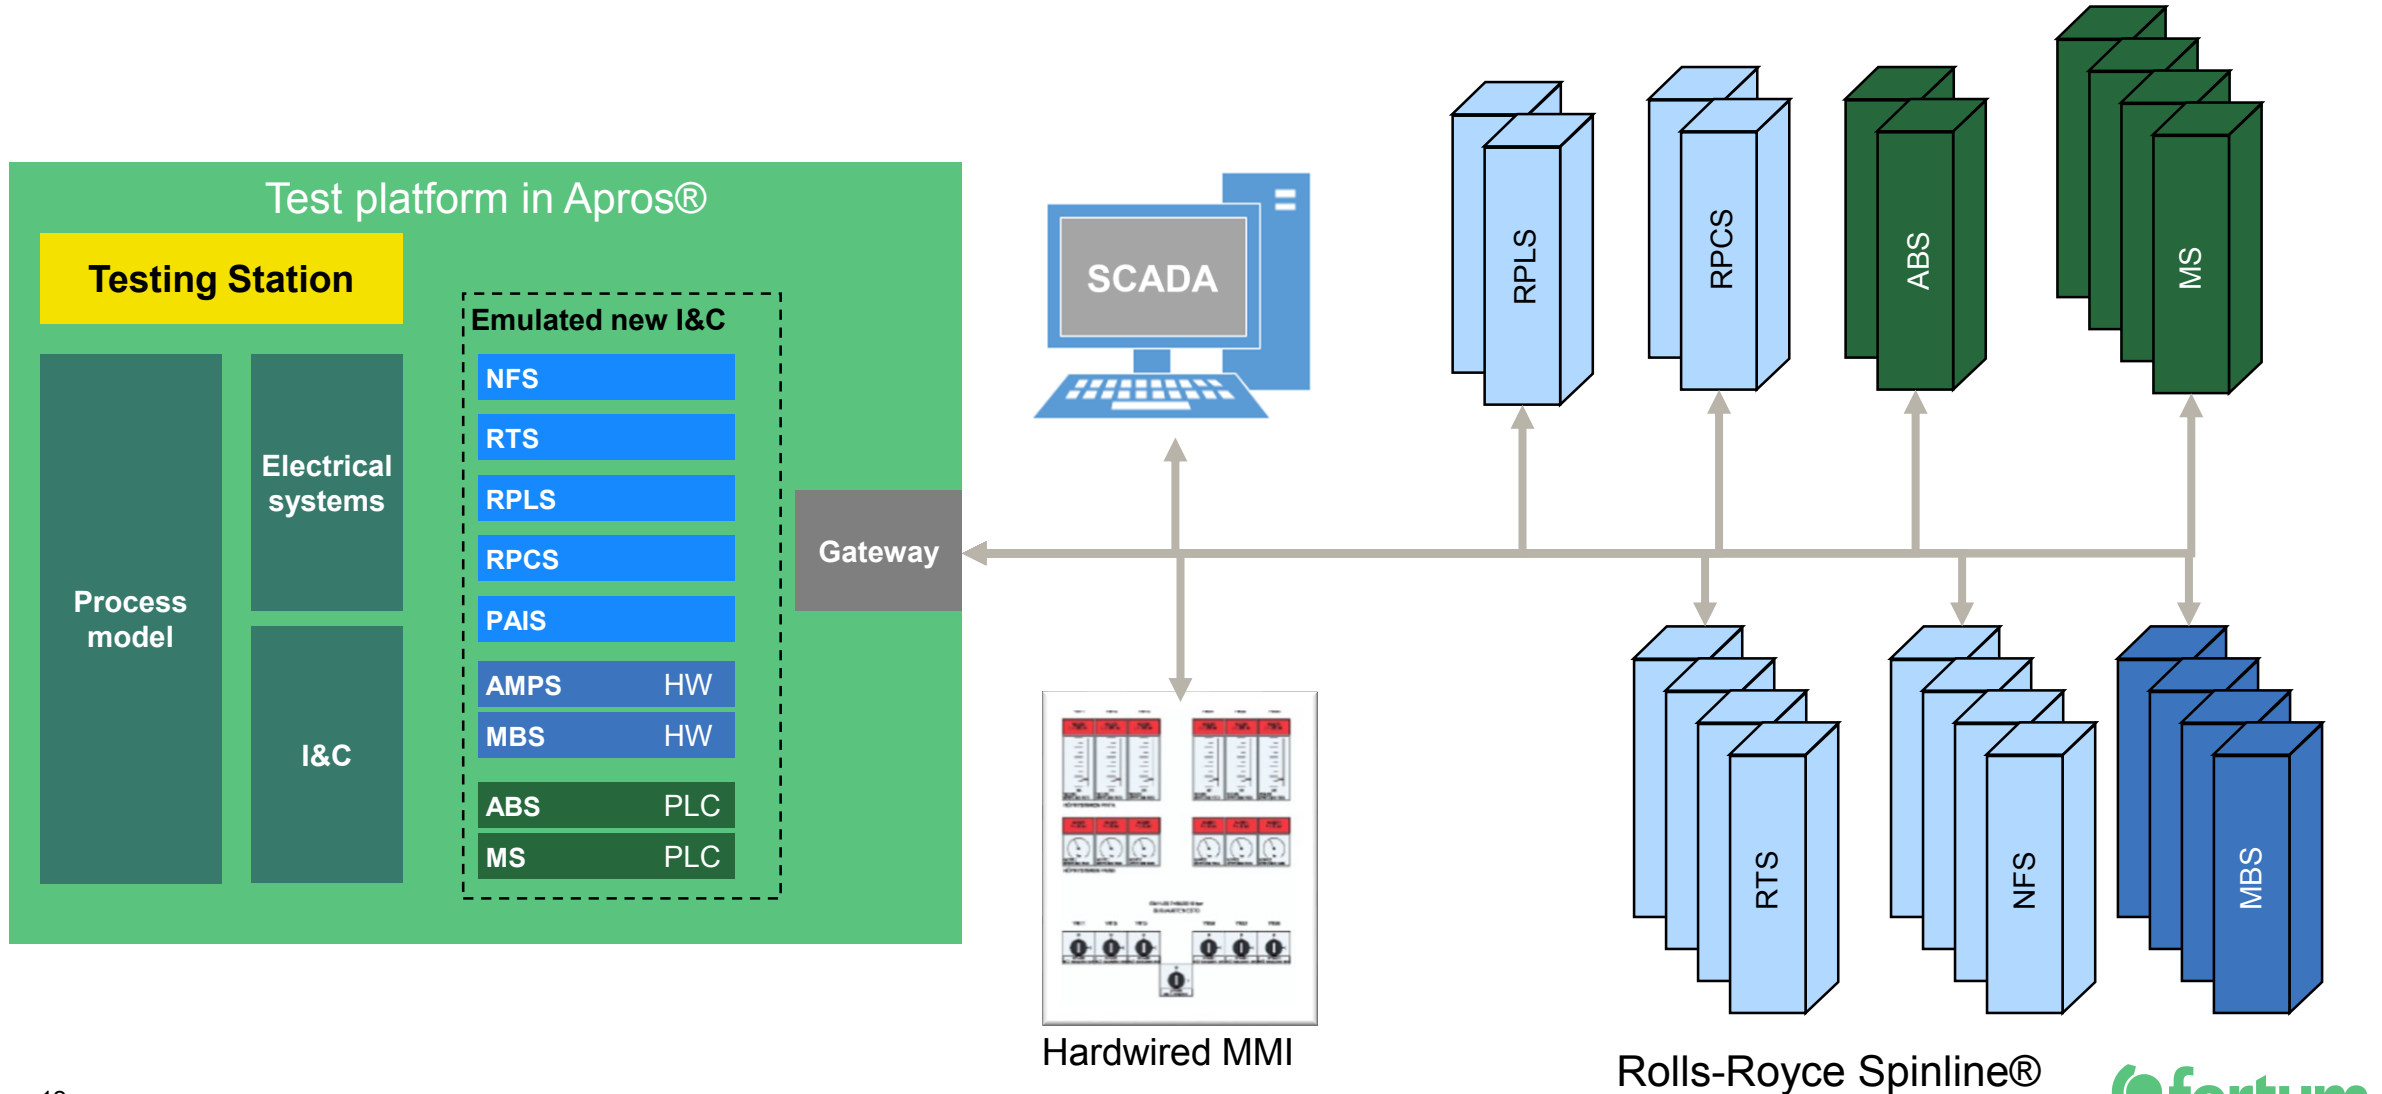 Test platform in Apros®
Testing Station
Process
model
Electrical
systems
I&C
Emulated new I&C
NFS
RTS
RPLS
RPCS
PAIS
AMPS HW
MBS HW
ABS PLC
MS PLC
Gateway
SCADA
Hardwired MMI
RPLS
RPCS
ABS
MS
RTS
NFS
MBS
Rolls-Royce Spinline®
fortum